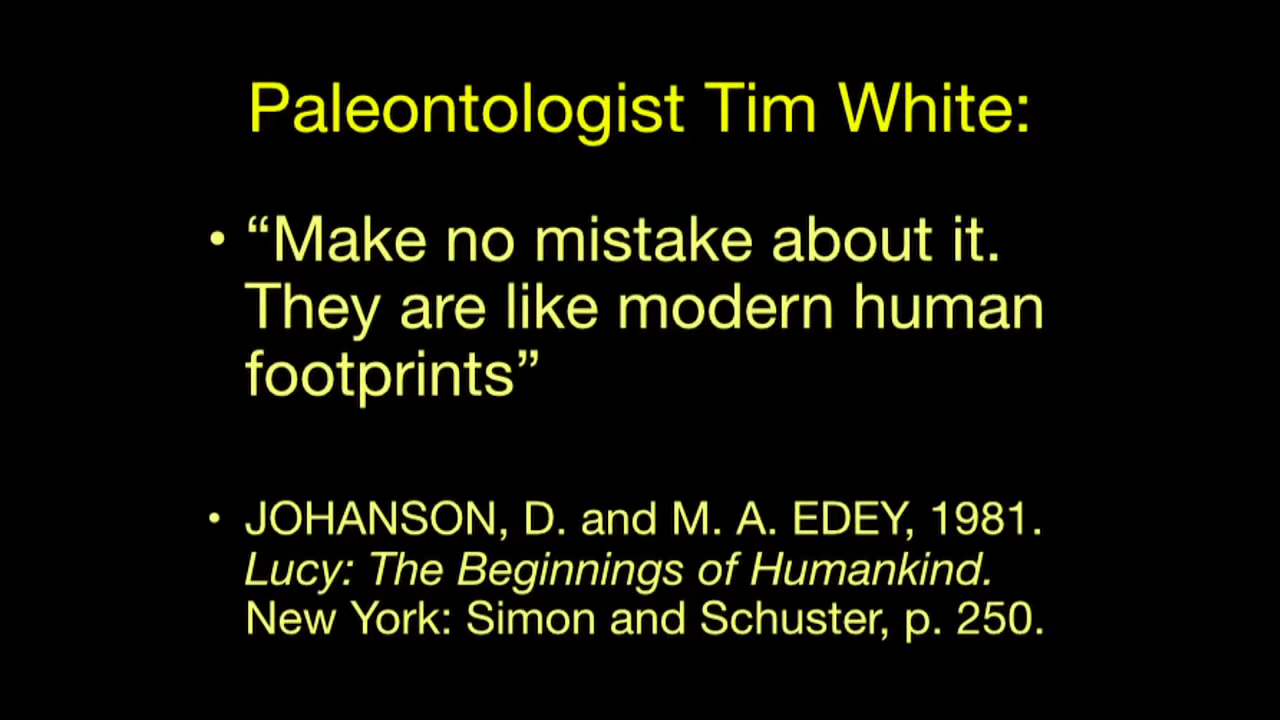 Paleontologist Tim White:
• “Make no mistake about it.
They are like modern human
footprints”
• JOHANSON, D. and M. A. EDEY, 1981.
Lucy: The Beginnings of Humankind.
New York: Simon and Schuster, p. 250.